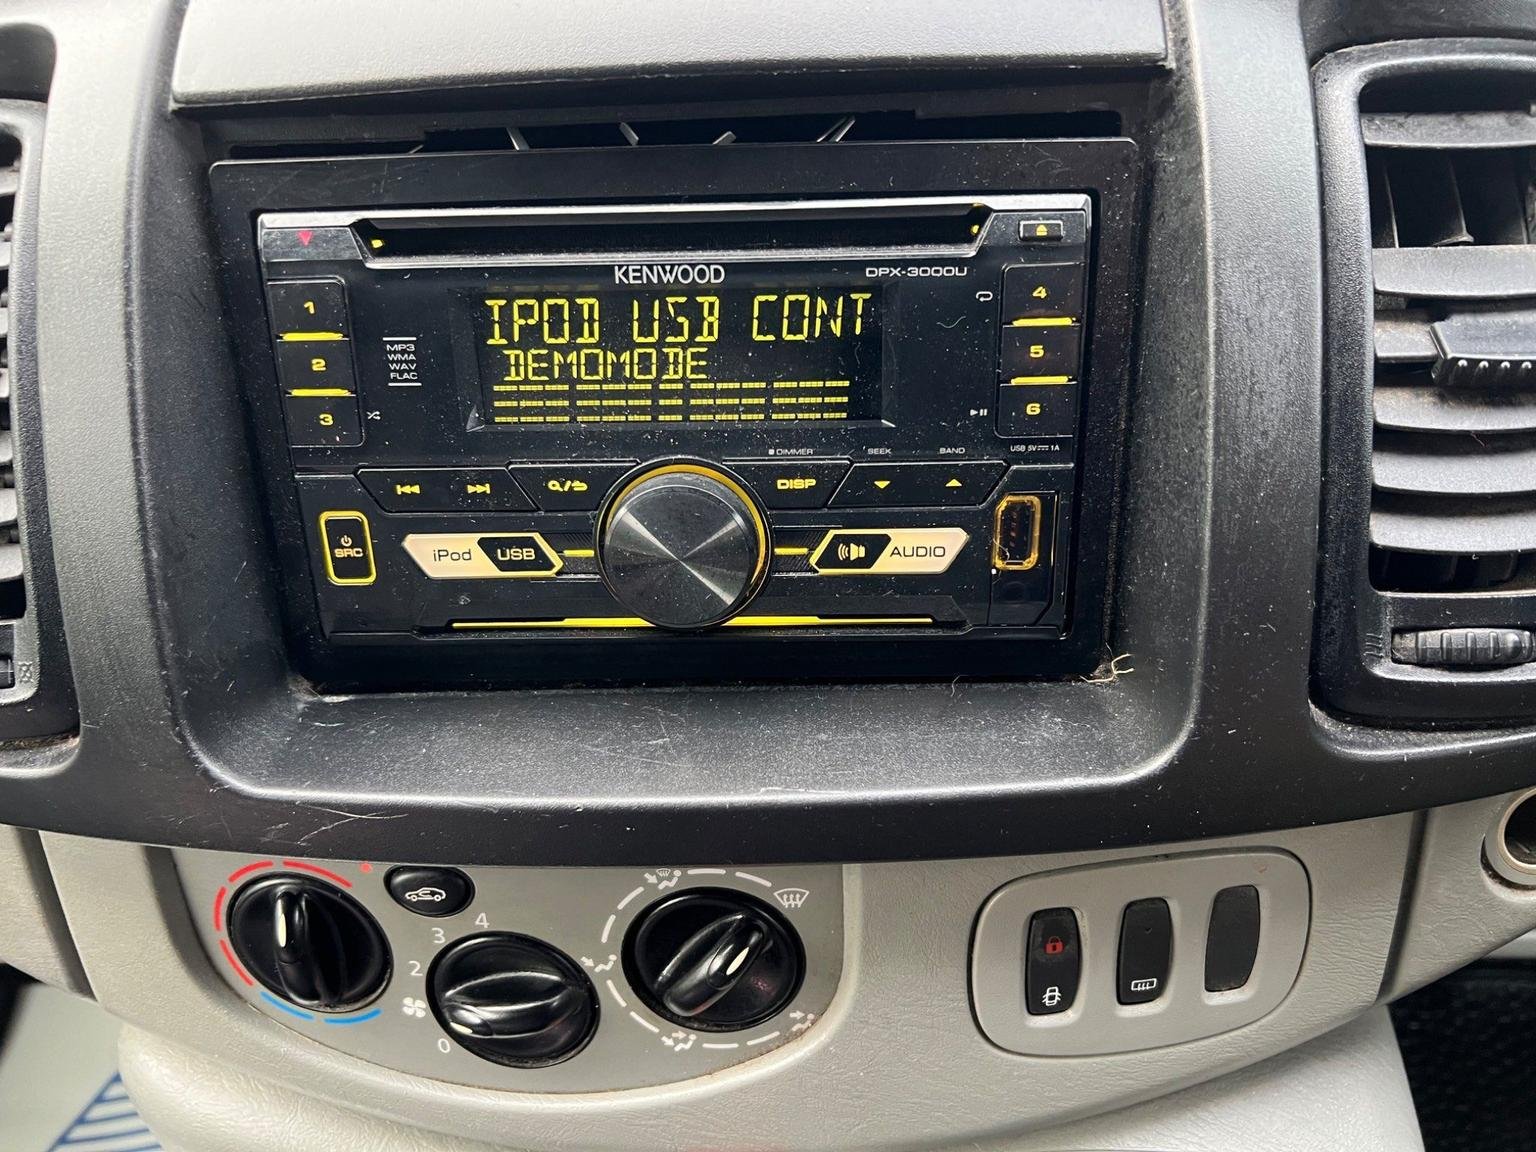 KENWOOD
DPX-3000U
IPOD USB CONT
DEMOMODE
1
2
3
MP3
WMA
WAV
FLAC
4
5
6
USB 5V⎓1A
DIMMER
SEEK
BAND
DISP
SRC
iPod
USB
AUDIO
4
3
2
0